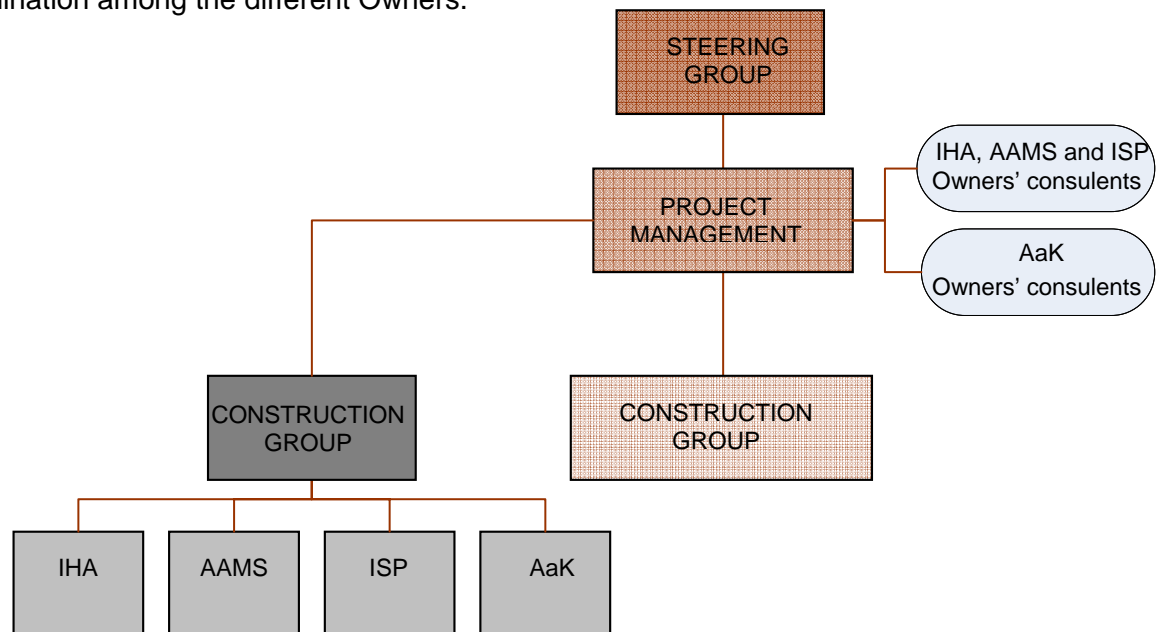 ination among the different Owners.
STEERING
GROUP
IHA, AAMS and ISP
Owners' consulents
PROJECT
MANAGEMENT
AaK
Owners' consulents
CONSTRUCTION
GROUP
CONSTRUCTION
GROUP
IHA
AAMS
ISP
AaK